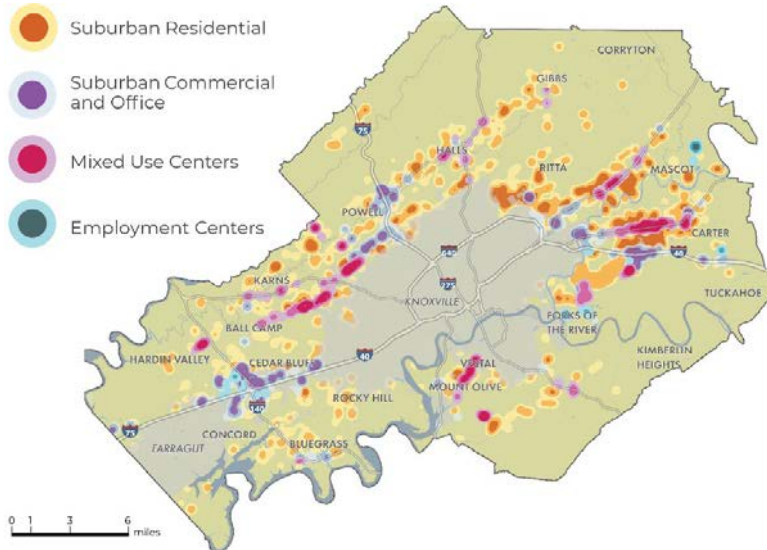 Suburban Residential
Suburban Commercial
and Office
Mixed Use Centers
Employment Centers
CORRYTON
GIBBS
75
HALLS
RITTA
MASCOT
POWELL
CARTER
640
40
KARNS
275
TUCKAHOE
KNOXVILLE
BALL CAMP
FORKS OF
THE RIVER
HARDIN VALLEY
CEDAR BLUFF
40
VESTAL
KIMBERLIN
HEIGHTS
MOUNT OLIVE
140
ROCKY HILL
75
CONCORD
FARRAGUT
BLUEGRASS
0 1 3 6
miles